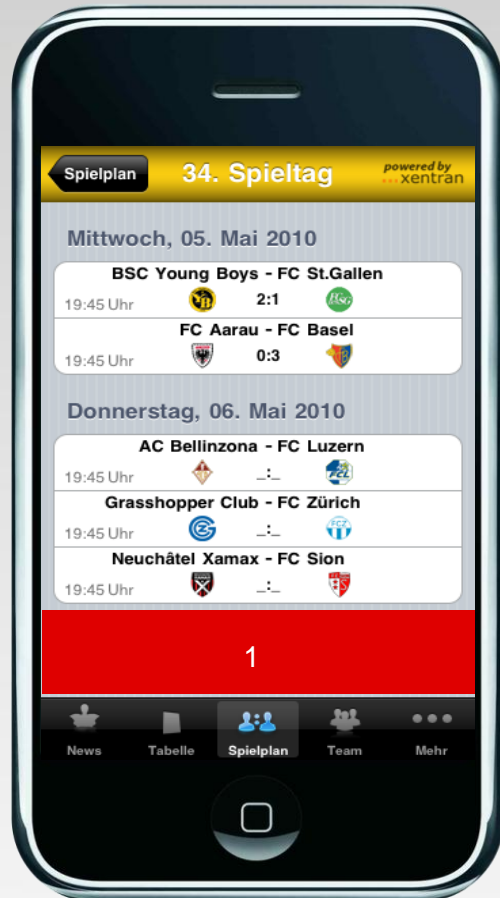 Spielplan
34. Spieltag
powered by
...xentran
Mittwoch, 05. Mai 2010
BSC Young Boys - FC St.Gallen
19:45 Uhr 2:1
FC Aarau - FC Basel
19:45 Uhr 0:3
Donnerstag, 06. Mai 2010
AC Bellinzona - FC Luzern
19:45 Uhr _:_
Grasshopper Club - FC Zürich
19:45 Uhr _:_
Neuchâtel Xamax - FC Sion
19:45 Uhr _:_
1
News Tabelle Spielplan Team Mehr